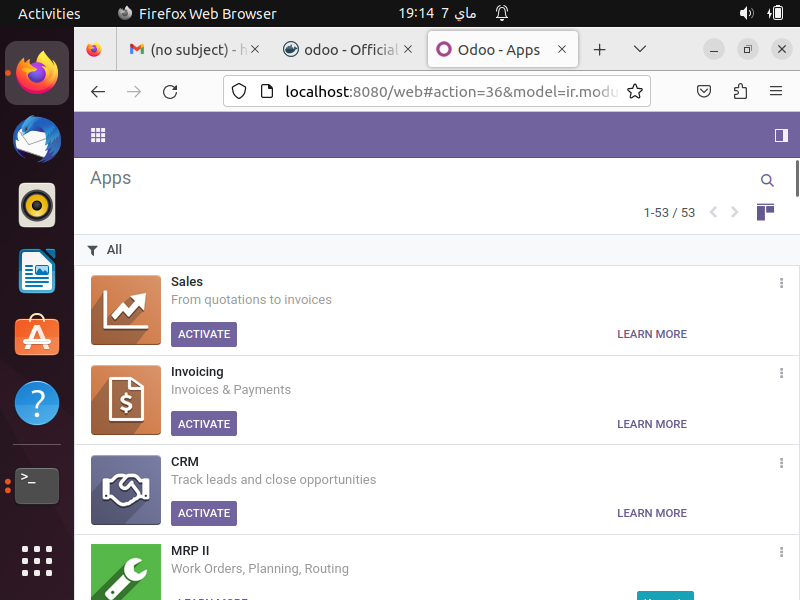 Activities
Firefox Web Browser
19:14 7 ماي
(no subject) - h
odoo - Official
Odoo - Apps
localhost:8080/web#action=36&model=ir.modu
Apps
1-53 / 53
All
Sales
From quotations to invoices
ACTIVATE
LEARN MORE
Invoicing
Invoices & Payments
ACTIVATE
LEARN MORE
CRM
Track leads and close opportunities
ACTIVATE
LEARN MORE
MRP II
Work Orders, Planning, Routing
LEARN MORE